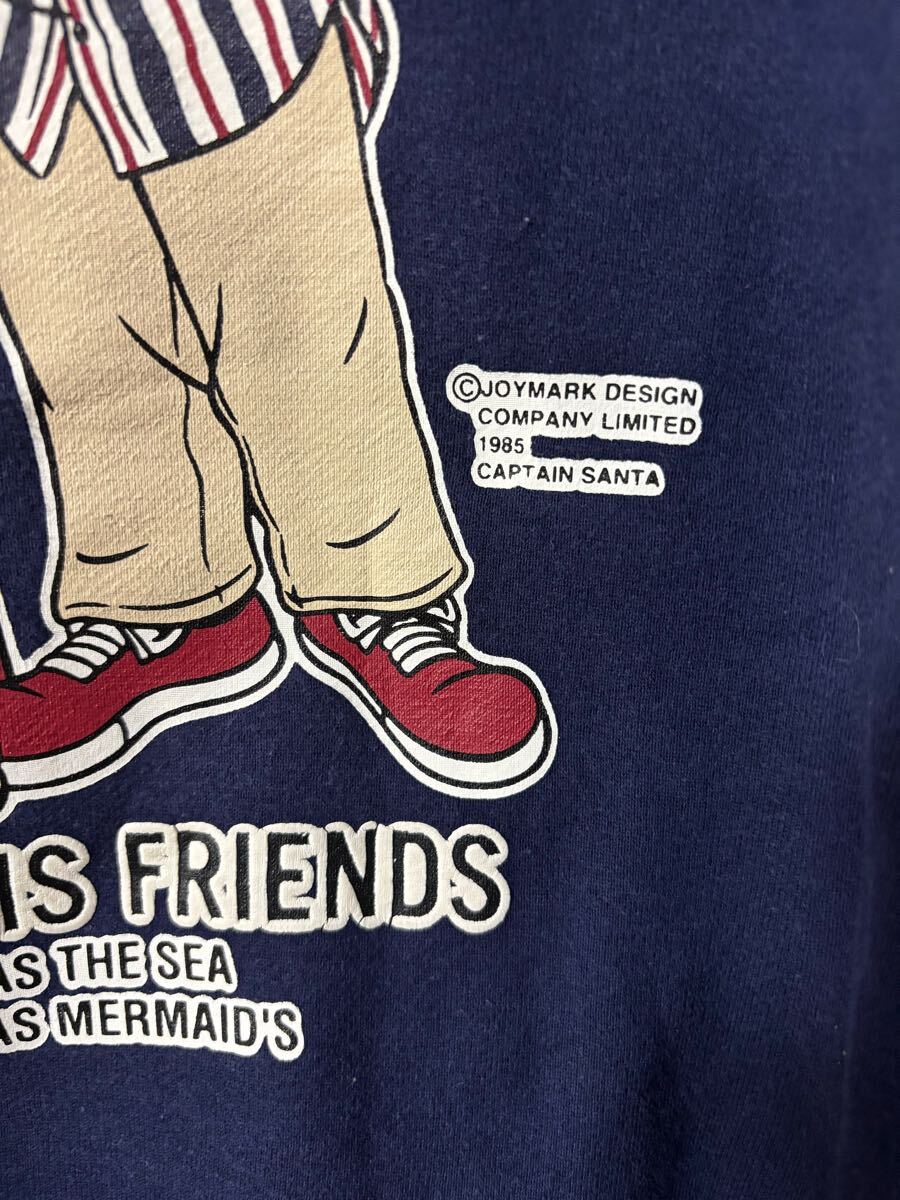 ©JOYMARK DESIGN
COMPANY LIMITED
1985
CAPTAIN SANTA
IS FRIENDS
AS THE SEA
AS MERMAID'S